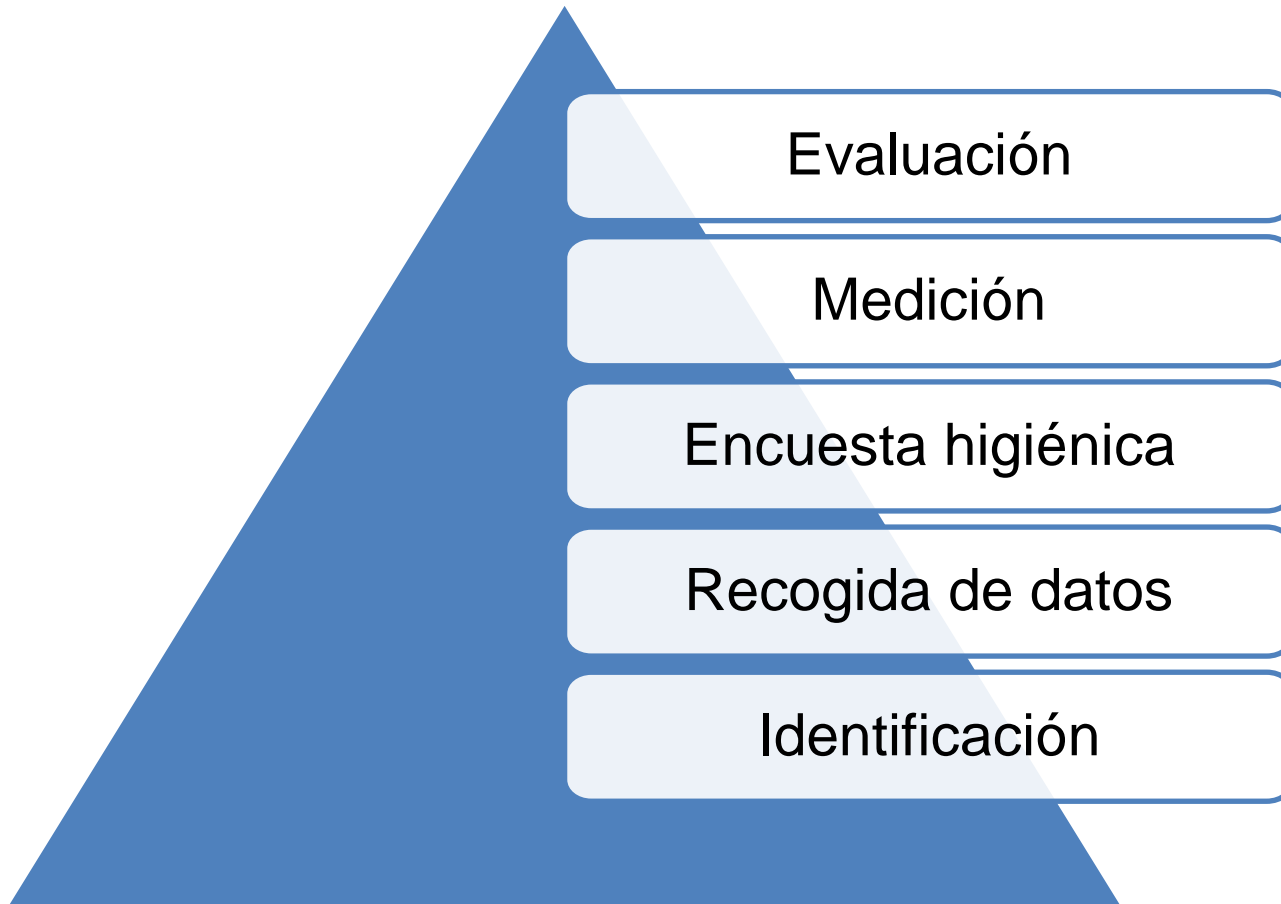 Evaluación
Medición
Encuesta higiénica
Recogida de datos
Identificación